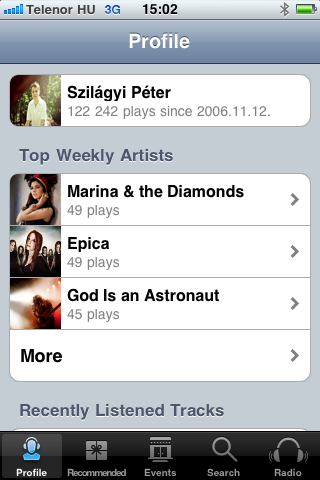 Telenor HU 3G 15:02
Profile
Szilágyi Péter
122 242 plays since 2006.11.12.
Top Weekly Artists
Marina & the Diamonds
49 plays
Epica
49 plays
God Is an Astronaut
45 plays
More
Recently Listened Tracks
Profile Recommended Events Search Radio